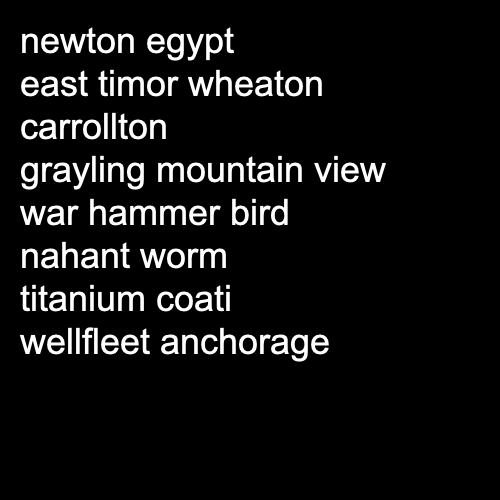 newton egypt
east timor wheaton
carrollton
grayling mountain view
war hammer bird
nahant worm
titanium coati
wellfleet anchorage